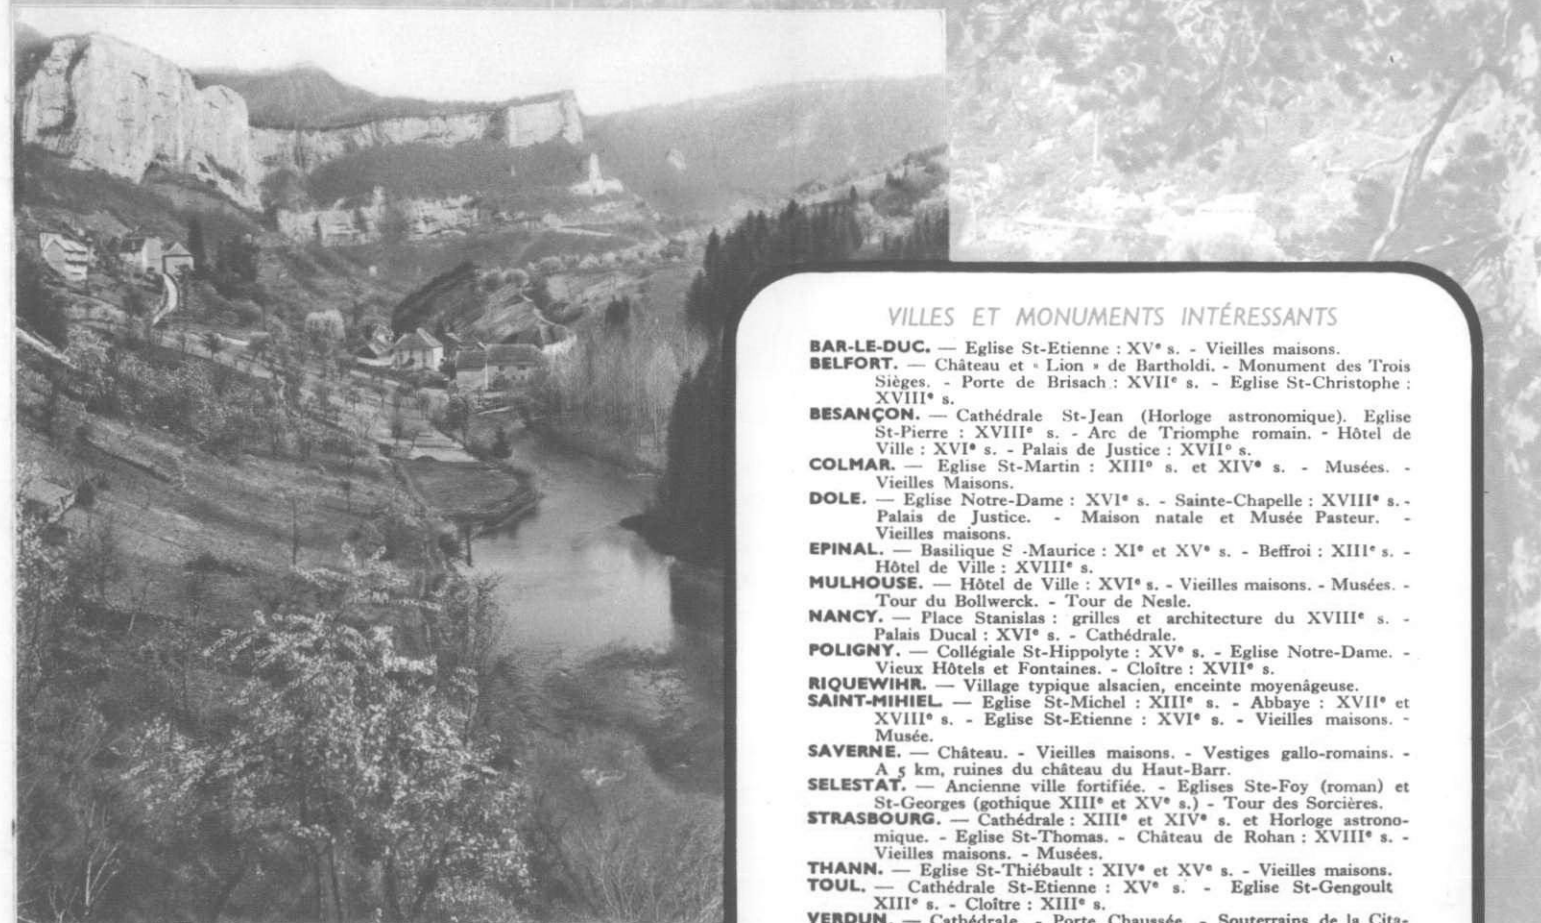 VILLES ET MONUMENTS INTÉRESSANTS
BAR-LE-DUC. — Eglise St-Etienne : XVe s. - Vieilles maisons.
BELFORT. — Château et « Lion » de Bartholdi. - Monument des Trois
Sièges. - Porte de Brisach : XVIIe s. - Eglise St-Christophe :
XVIIIe s.
BESANÇON. — Cathédrale St-Jean (Horloge astronomique). Eglise
St-Pierre : XVIIIe s. - Arc de Triomphe romain. - Hôtel de
Ville : XVIe s. - Palais de Justice : XVIIe s.
COLMAR. — Eglise St-Martin : XIIIe s. et XIVe s. - Musées. -
Vieilles Maisons.
DOLE. — Eglise Notre-Dame : XVIe s. - Sainte-Chapelle : XVIIIe s. -
Palais de Justice. - Maison natale et Musée Pasteur. -
Vieilles maisons.
EPINAL. — Basilique S -Maurice : XIe et XVe s. - Beffroi : XIIIe s. -
Hôtel de Ville : XVIIIe s.
MULHOUSE. — Hôtel de Ville : XVIe s. - Vieilles maisons. - Musées. -
Tour du Bollwerck. - Tour de Nesle.
NANCY. — Place Stanislas : grilles et architecture du XVIIIe s. -
Palais Ducal : XVIe s. - Cathédrale.
POLIGNY. — Collégiale St-Hippolyte : XVe s. - Eglise Notre-Dame. -
Vieux Hôtels et Fontaines. - Cloître : XVIIe s.
RIQUEWIHR. — Village typique alsacien, enceinte moyenâgeuse.
SAINT-MIHIEL. — Eglise St-Michel : XIIIe s. - Abbaye : XVIIe et
XVIIIe s. - Eglise St-Etienne : XVIe s. - Vieilles maisons. -
Musée.
SAVERNE. — Château. - Vieilles maisons. - Vestiges gallo-romains. -
A 5 km, ruines du château du Haut-Barr.
SELESTAT. — Ancienne ville fortifiée. - Eglises Ste-Foy (roman) et
St-Georges (gothique XIIIe et XVe s.) - Tour des Sorcières.
STRASBOURG. — Cathédrale : XIIIe et XIVe s. et Horloge astrono-
mique. - Eglise St-Thomas. - Château de Rohan : XVIIIe s. -
Vieilles maisons. - Musées.
THANN. — Eglise St-Thiébault : XIVe et XVe s. - Vieilles maisons.
TOUL. — Cathédrale St-Etienne : XVe s. - Eglise St-Gengoult
XIIIe s. - Cloître : XIIIe s.
VERDUN. — Cathédrale. - Porte Chaussée. - Souterrains de la Cita-